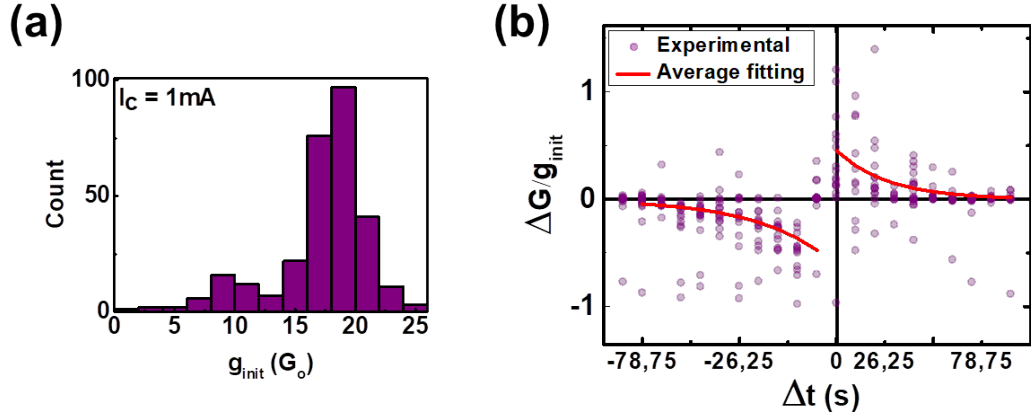 (a)
I_C = 1mA
Count
100
50
0
0 5 10 15 20 25
g_init (G_o)
(b)
Experimental
Average fitting
ΔG/g_init
1
0
-1
-78,75 -26,25 0 26,25 78,75
Δt (s)